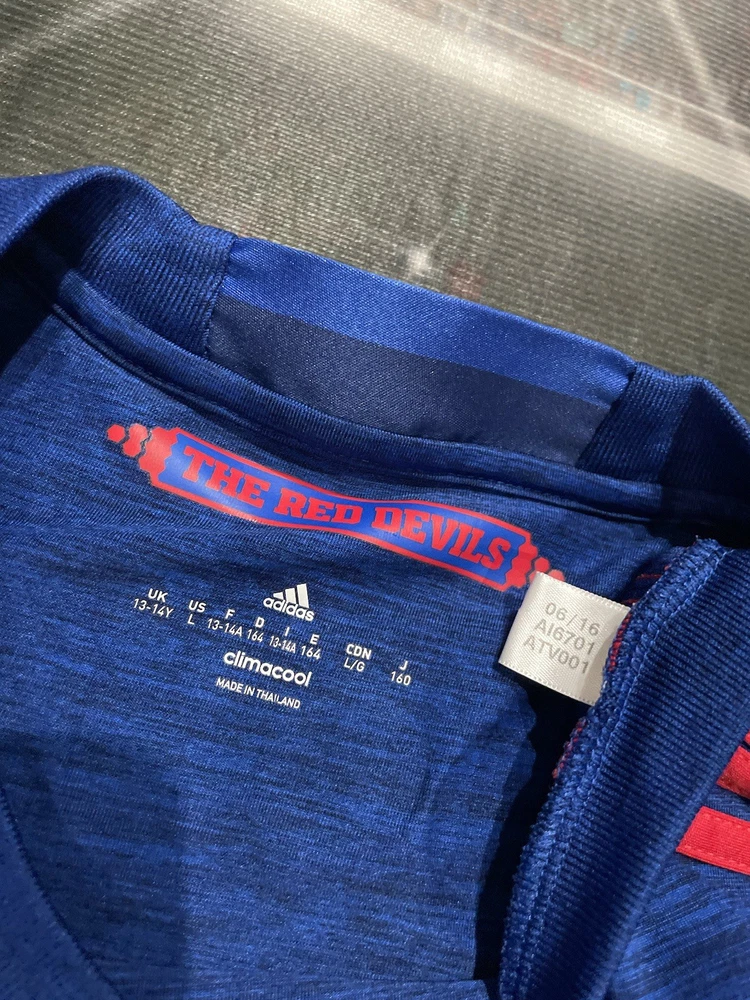 THE RED DEVILS
adidas
UK US F D I E CDN J
13-14Y L 13-14A 164 13-14A 164 L/G 160
climacool
MADE IN THAILAND
06/16
AI6701
ATV001